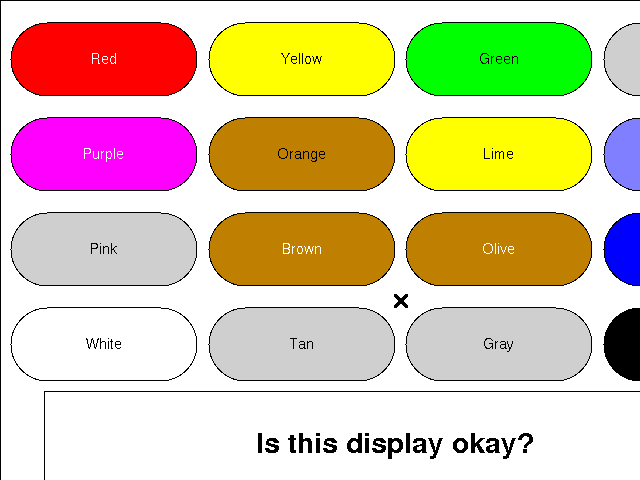 Red Yellow Green
Purple Orange Lime
Pink Brown Olive
White Tan Gray
Is this display okay?